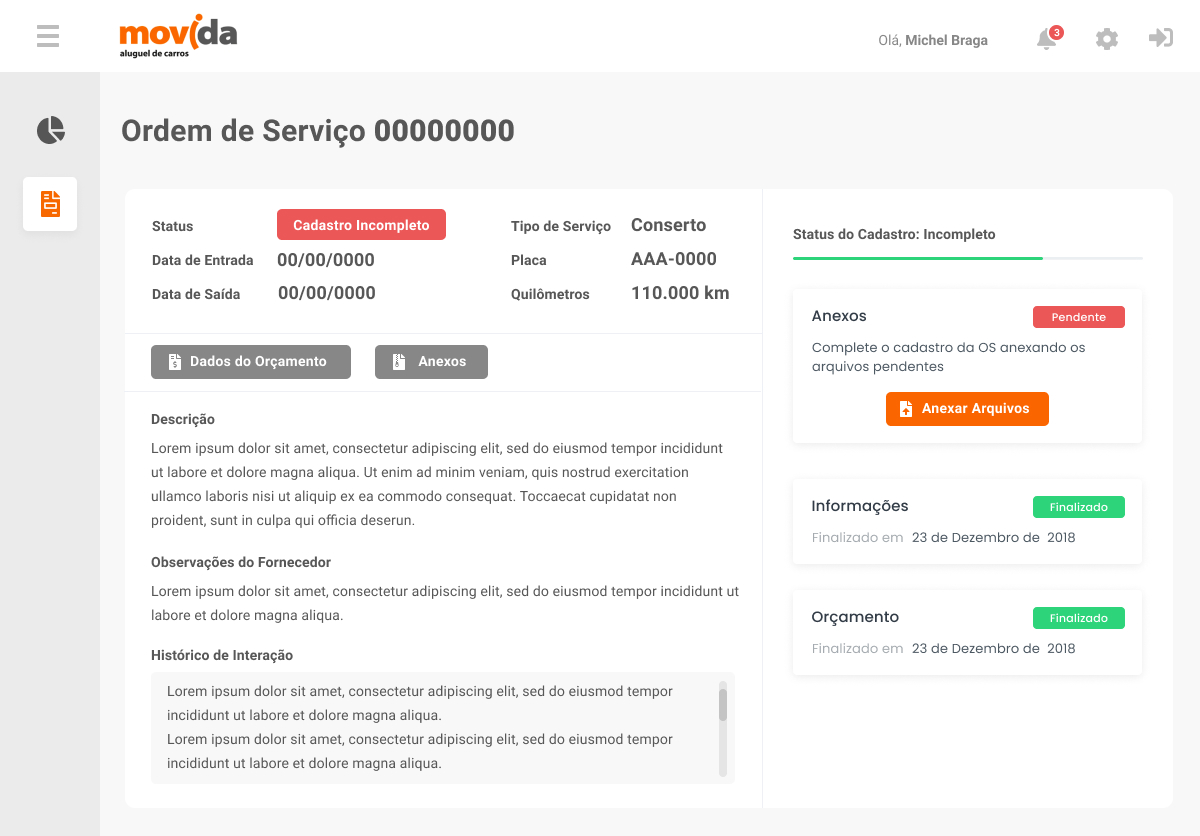 movida
aluguel de carros
Olá, Michel Braga
3
Ordem de Serviço 00000000
Status
Cadastro Incompleto
Data de Entrada
00/00/0000
Data de Saída
00/00/0000
Tipo de Serviço
Conserto
Placa
AAA-0000
Quilômetros
110.000 km
Dados do Orçamento
Anexos
Descrição
Lorem ipsum dolor sit amet, consectetur adipiscing elit, sed do eiusmod tempor incididunt
ut labore et dolore magna aliqua. Ut enim ad minim veniam, quis nostrud exercitation
ullamco laboris nisi ut aliquip ex ea commodo consequat. Toccaecat cupidatat non
proident, sunt in culpa qui officia deserun.
Observações do Fornecedor
Lorem ipsum dolor sit amet, consectetur adipiscing elit, sed do eiusmod tempor incididunt ut
labore et dolore magna aliqua.
Histórico de Interação
Lorem ipsum dolor sit amet, consectetur adipiscing elit, sed do eiusmod tempor
incididunt ut labore et dolore magna aliqua.
Lorem ipsum dolor sit amet, consectetur adipiscing elit, sed do eiusmod tempor
incididunt ut labore et dolore magna aliqua.
Status do Cadastro: Incompleto
Anexos
Pendente
Complete o cadastro da OS anexando os
arquivos pendentes
Anexar Arquivos
Informações
Finalizado
Finalizado em 23 de Dezembro de 2018
Orçamento
Finalizado
Finalizado em 23 de Dezembro de 2018